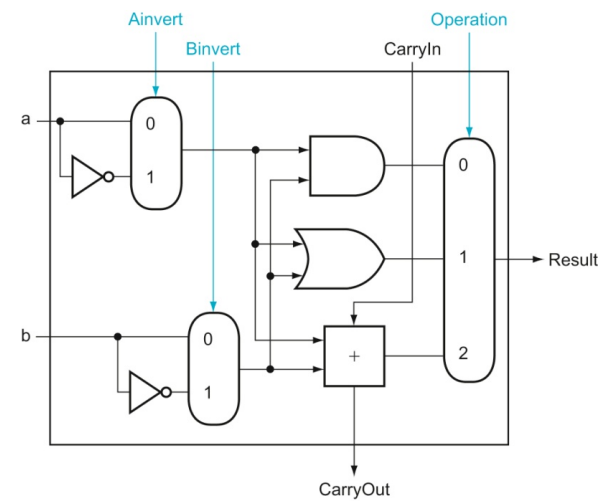 Ainvert
Operation
Binvert
CarryIn
a
0
1
0
1
Result
b
0
1
+
2
CarryOut